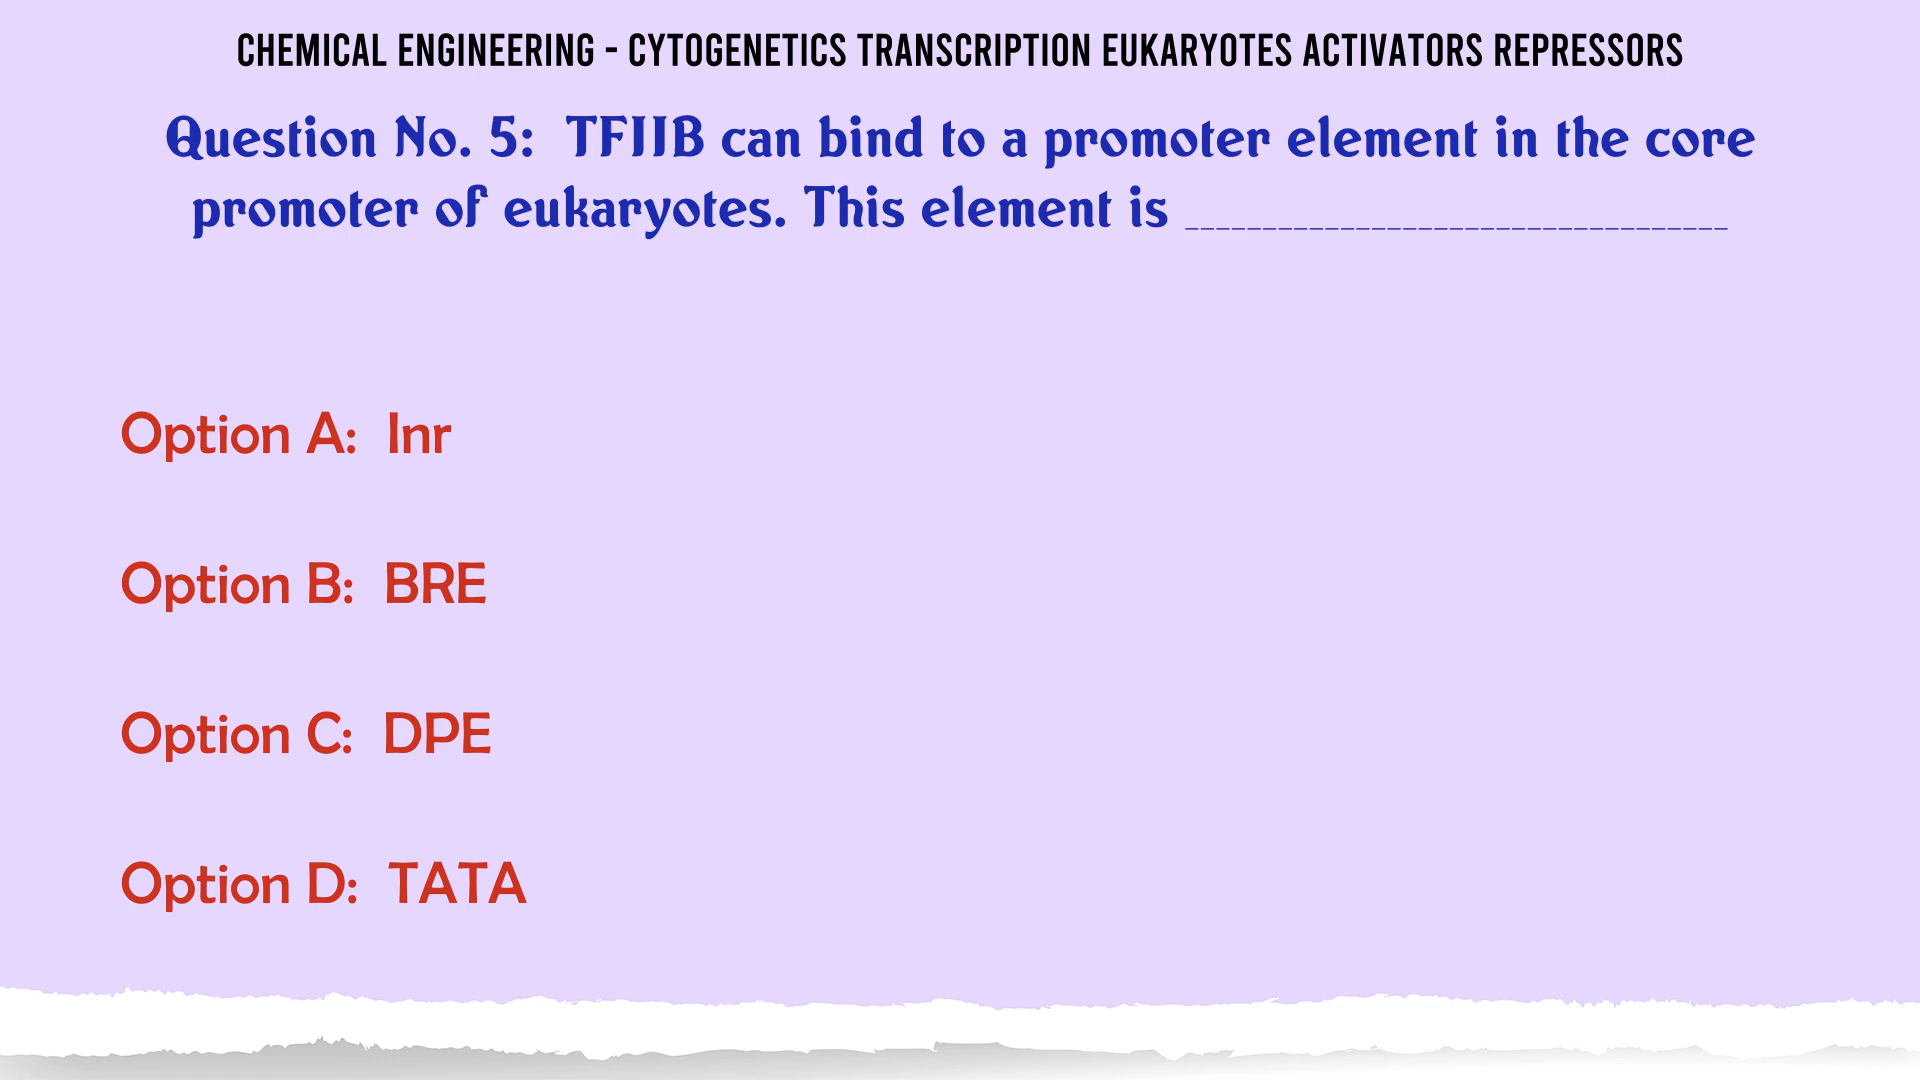 CHEMICAL ENGINEERING - CYTOGENETICS TRANSCRIPTION EUKARYOTES ACTIVATORS REPRESSORS
Question No. 5: TFIIB can bind to a promoter element in the core
promoter of eukaryotes. This element is ___________________________________
Option A: Inr
Option B: BRE
Option C: DPE
Option D: TATA